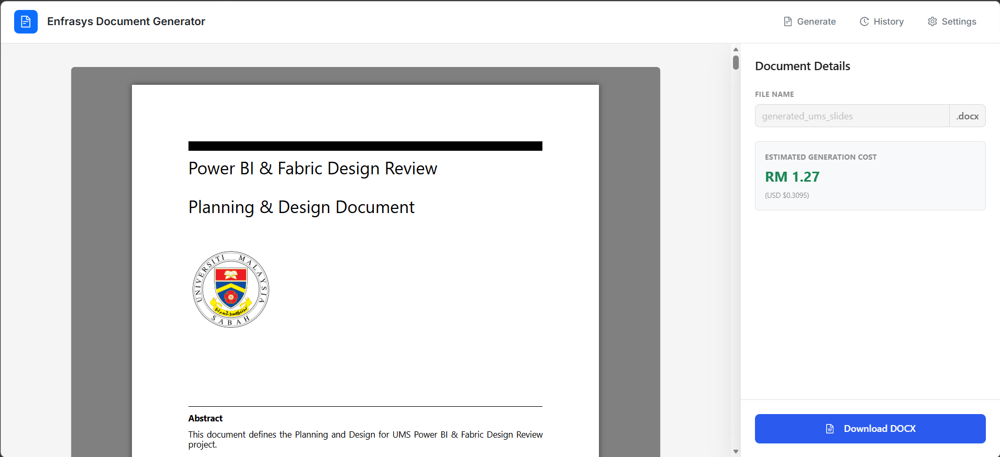 Enfrasys Document Generator
Generate
History
Settings
Power BI & Fabric Design Review
Planning & Design Document
UNIVERSITI MALAYSIA
SABAH
Abstract
This document defines the Planning and Design for UMS Power BI & Fabric Design Review
project.
Document Details
FILE NAME
generated_ums_slides .docx
ESTIMATED GENERATION COST
RM 1.27
(USD $0.3095)
Download DOCX